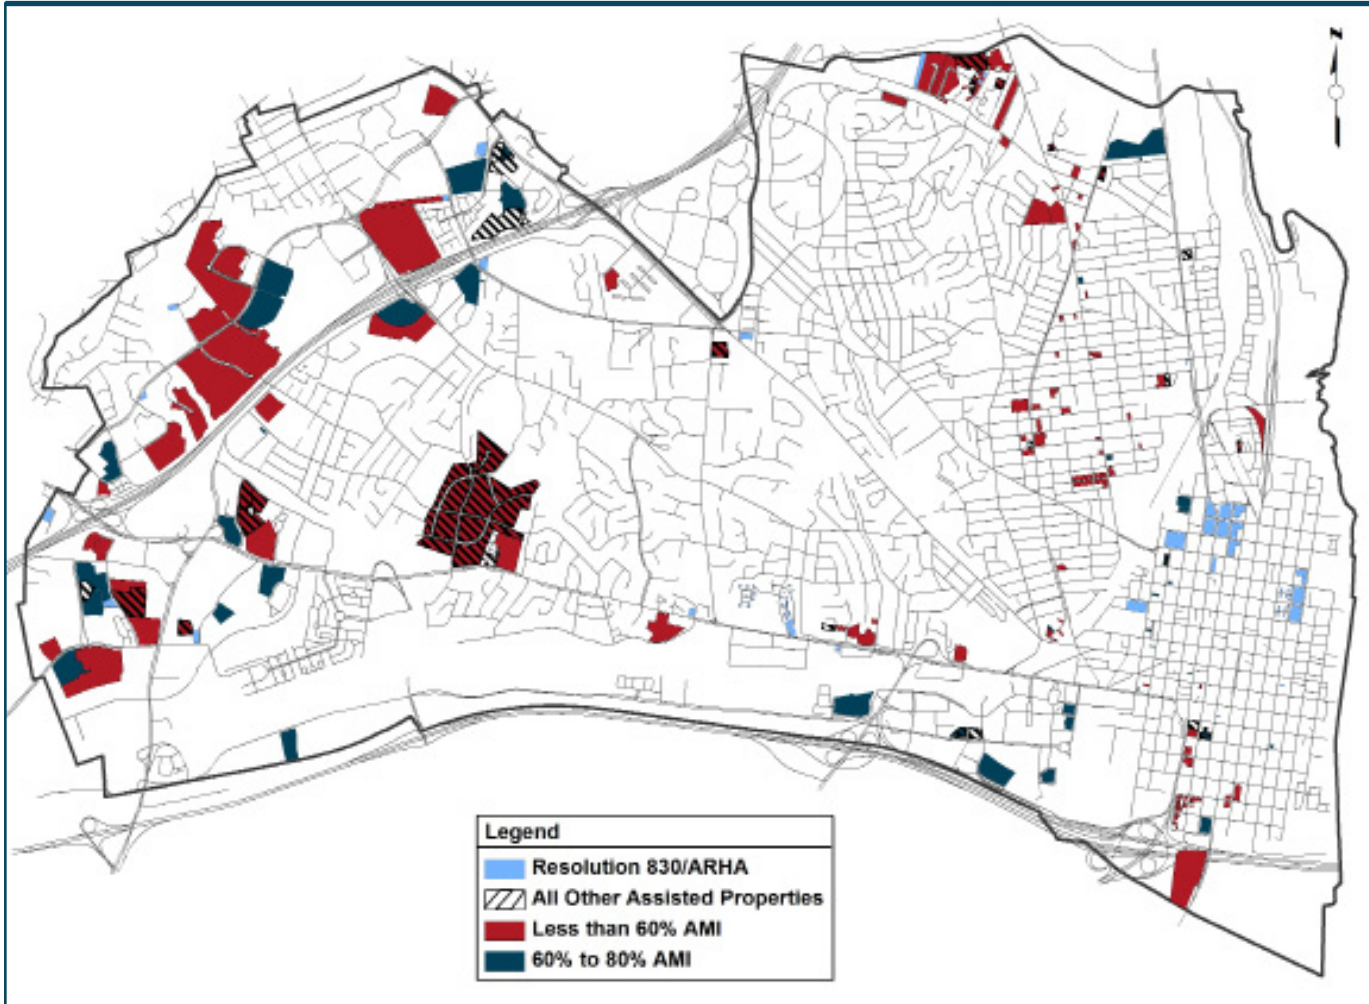 N
Legend
Resolution 830/ARHA
All Other Assisted Properties
Less than 60% AMI
60% to 80% AMI